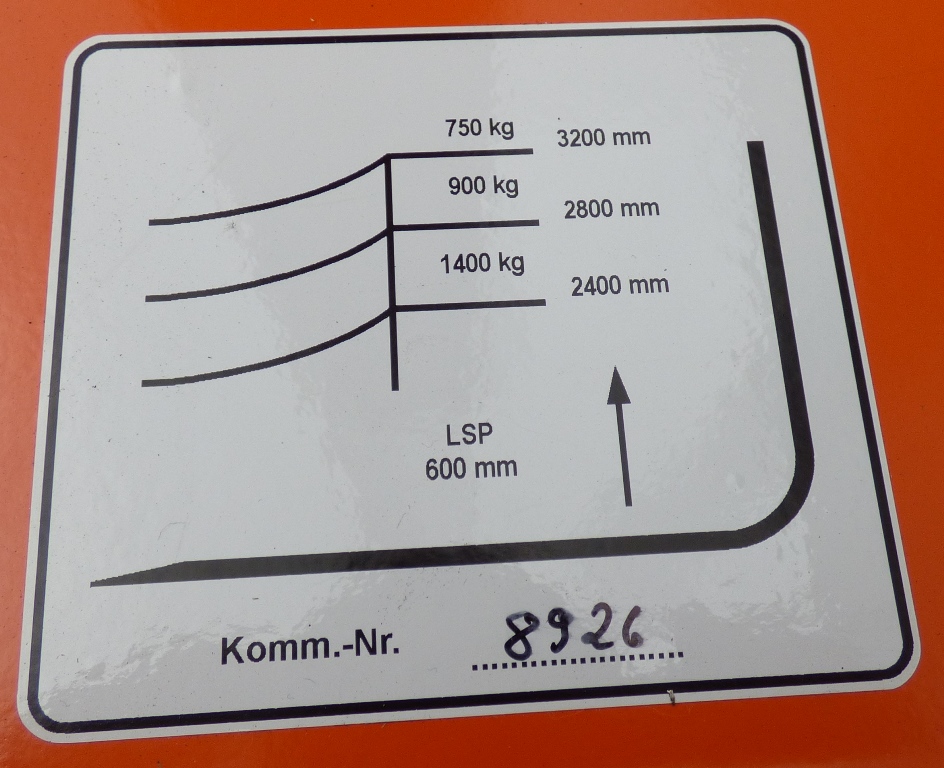 750 kg
3200 mm
900 kg
2800 mm
1400 kg
2400 mm
LSP
600 mm
Komm.-Nr. 8926